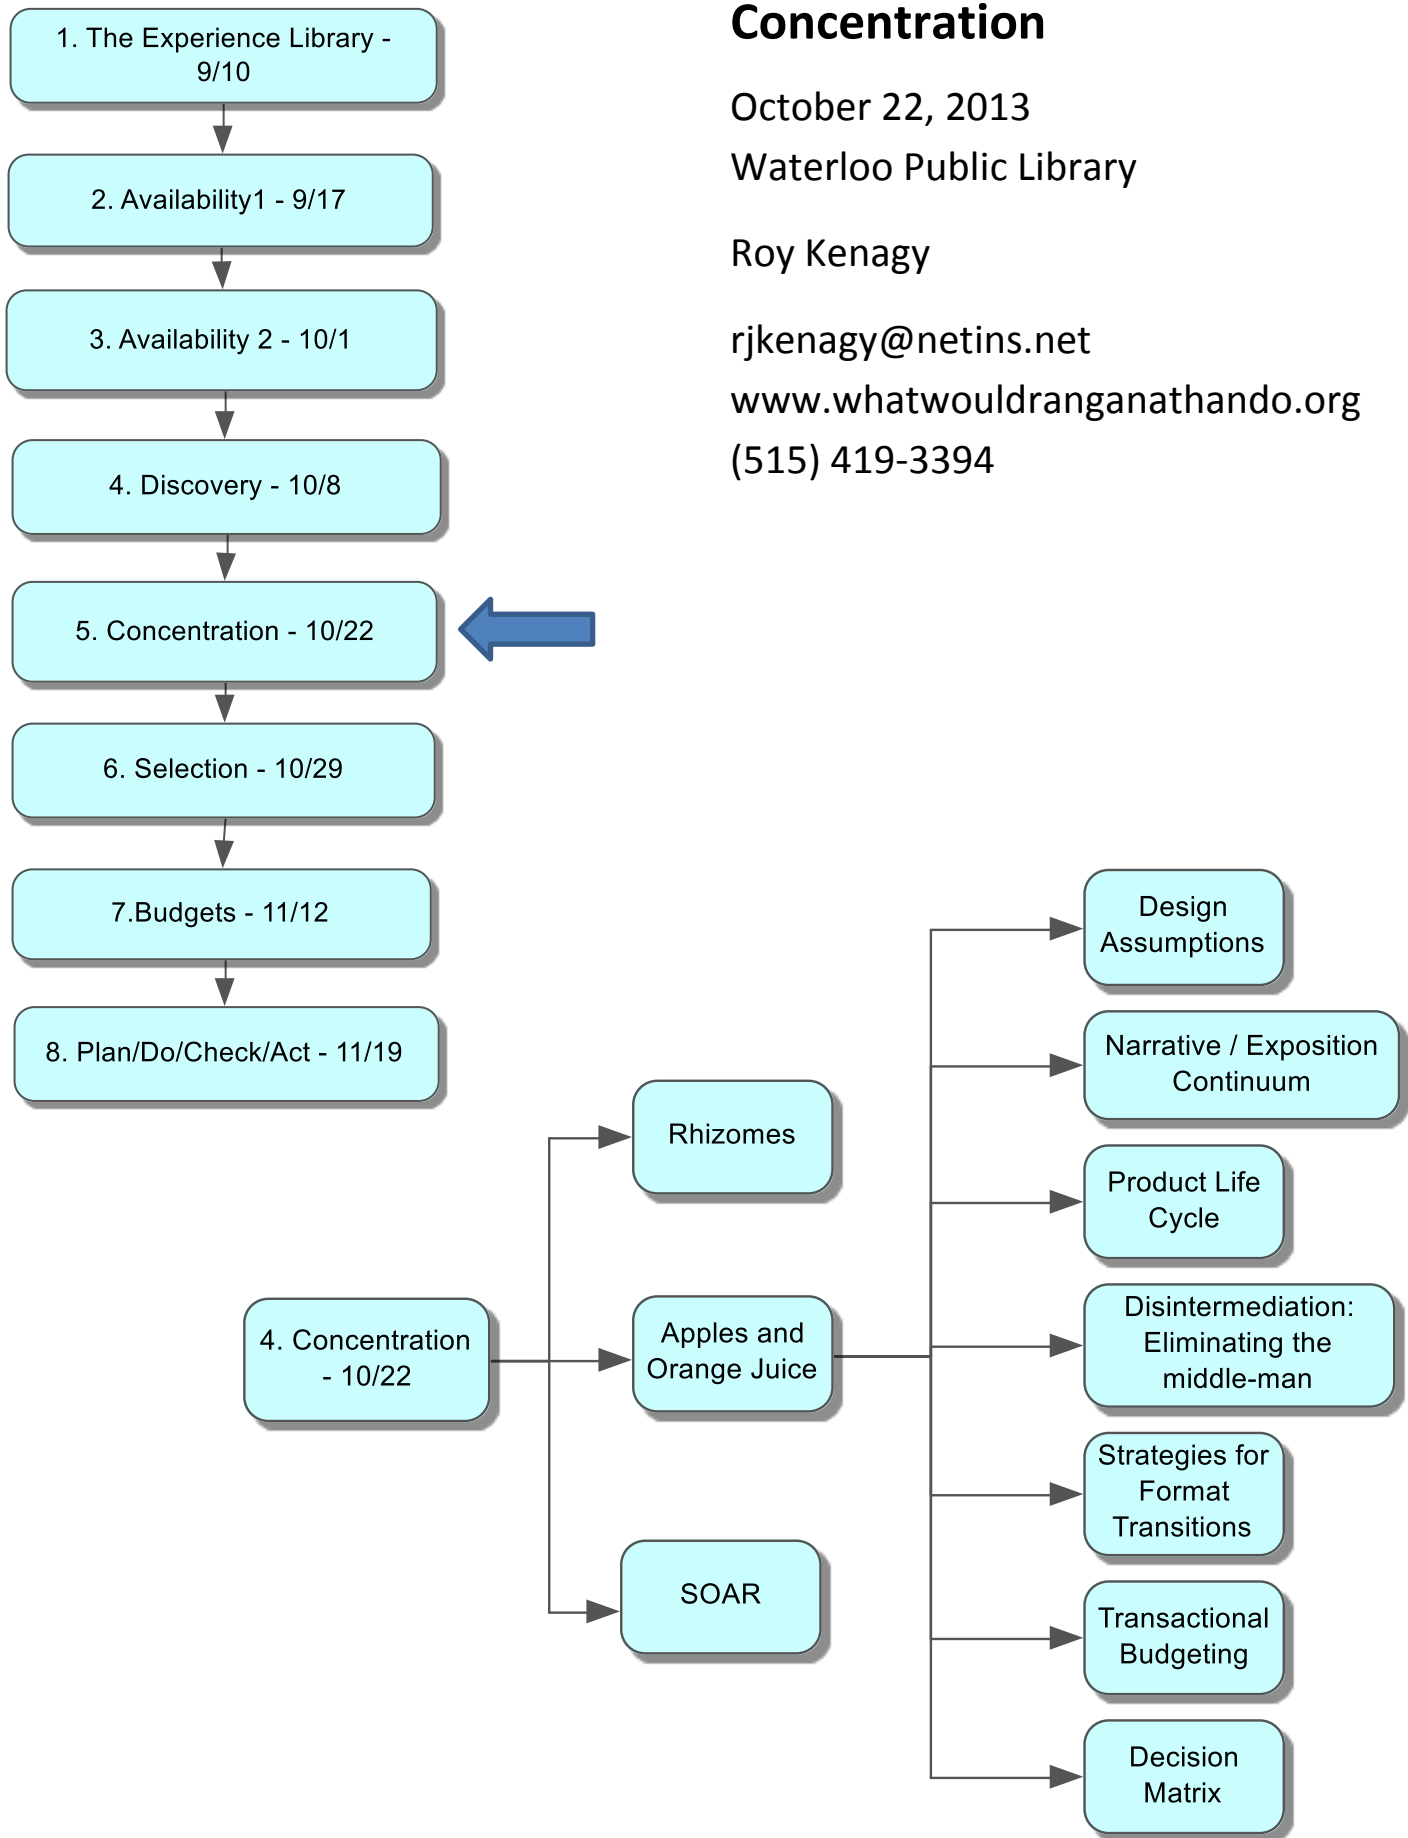 Concentration
October 22, 2013
Waterloo Public Library
Roy Kenagy
rjkenagy@netins.net
www.whatwouldranganathando.org
(515) 419-3394
1. The Experience Library -
9/10
2. Availability1 - 9/17
3. Availability 2 - 10/1
4. Discovery - 10/8
5. Concentration - 10/22
6. Selection - 10/29
7.Budgets - 11/12
8. Plan/Do/Check/Act - 11/19
4. Concentration
- 10/22
Rhizomes
Apples and
Orange Juice
SOAR
Design
Assumptions
Narrative / Exposition
Continuum
Product Life
Cycle
Disintermediation:
Eliminating the
middle-man
Strategies for
Format
Transitions
Transactional
Budgeting
Decision
Matrix